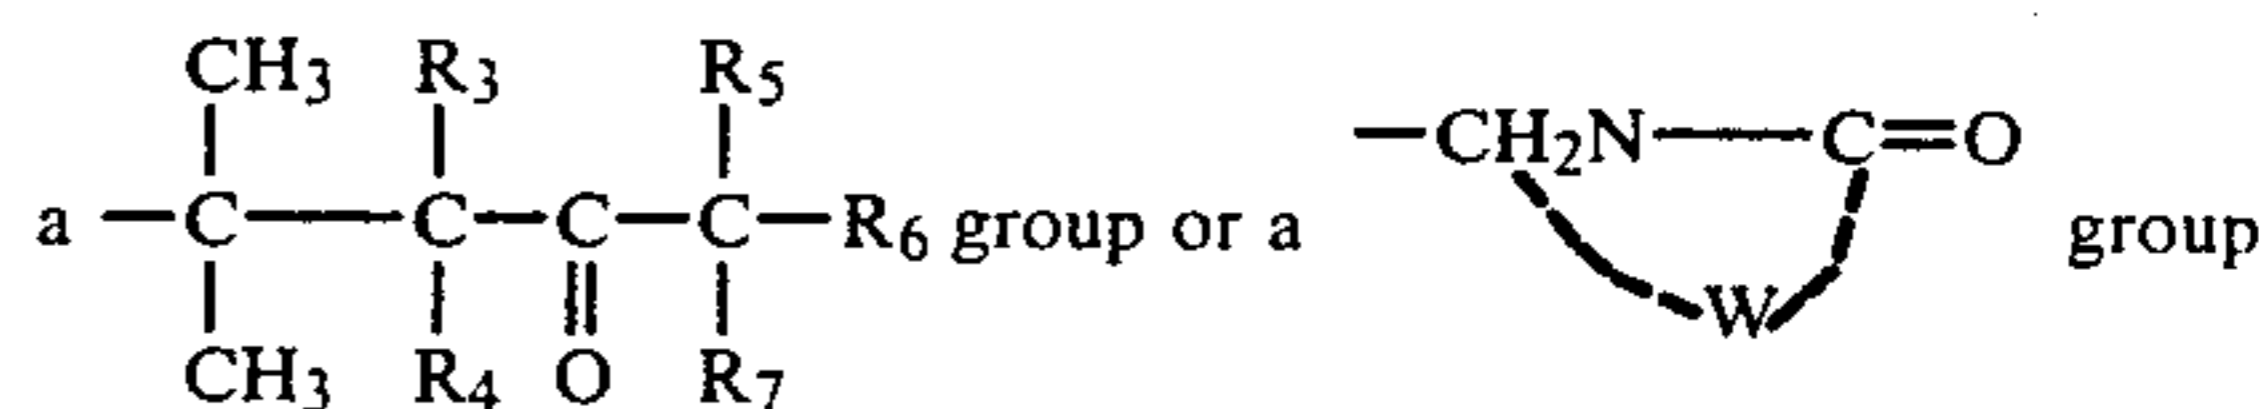 CH3 R3 R5
—CH2N—C=O
a —C—C—C—C—R6 group or a group
W
CH3 R4 O R7